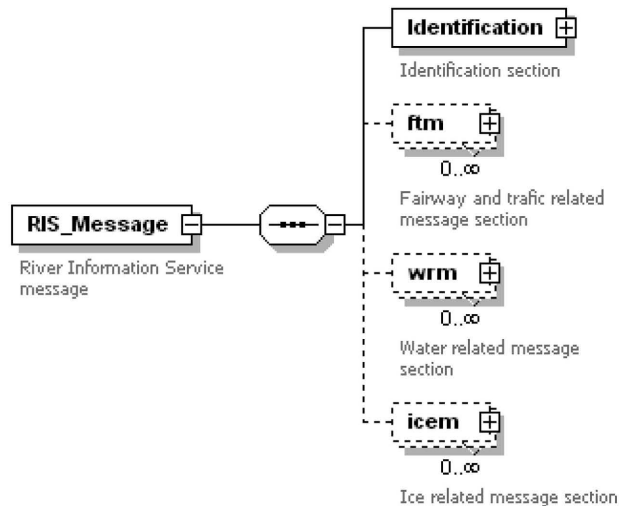 Identification
Identification section
ftm
0..∞
Fairway and trafic related
message section
RIS_Message
River Information Service
message
wrm
0..∞
Water related message
section
icem
0..∞
Ice related message section